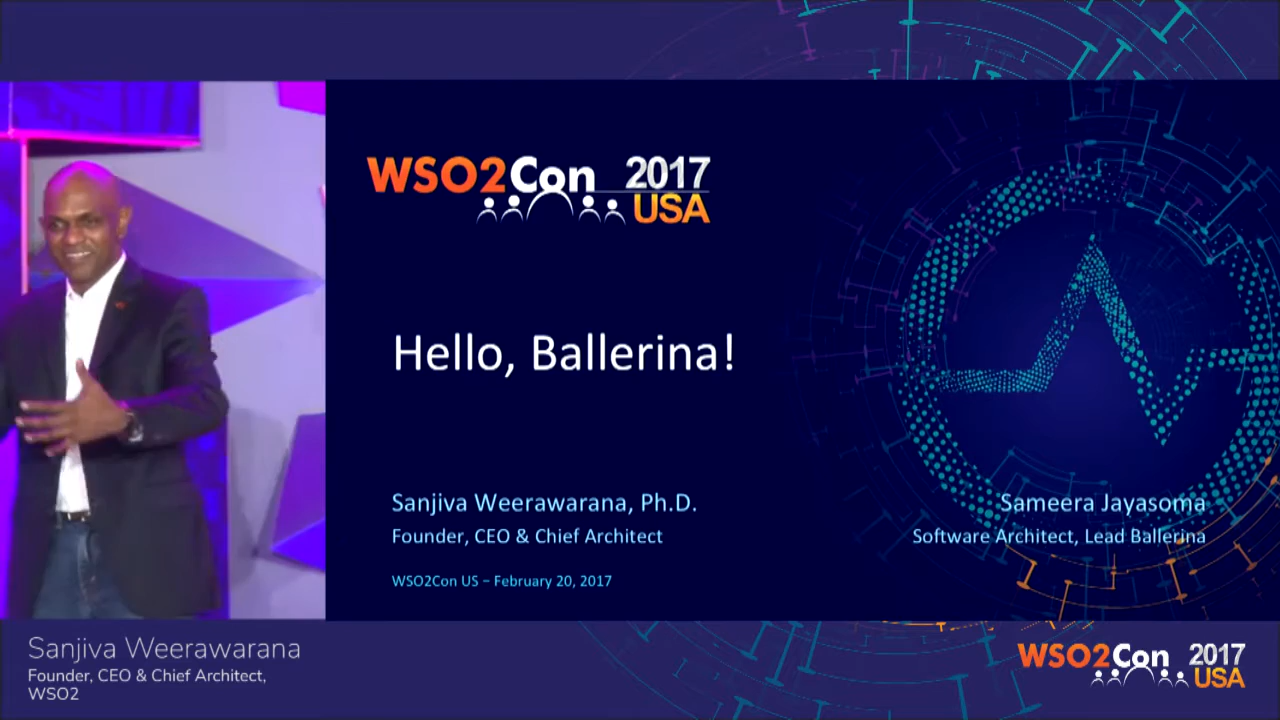 WSO2Con 2017
USA
Hello, Ballerina!
Sanjiva Weerawarana, Ph.D.
Founder, CEO & Chief Architect
Sameera Jayasoma
Software Architect, Lead Ballerina
WSO2Con US – February 20, 2017
Sanjiva Weerawarana
Founder, CEO & Chief Architect,
WSO2
WSO2Con 2017
USA